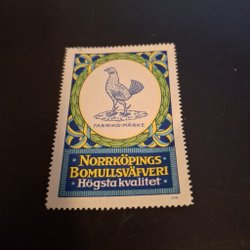 FABRIKS-MÄRKE
NORRKÖPINGS
BOMULLSVÄFVERI
Högsta kvalitet